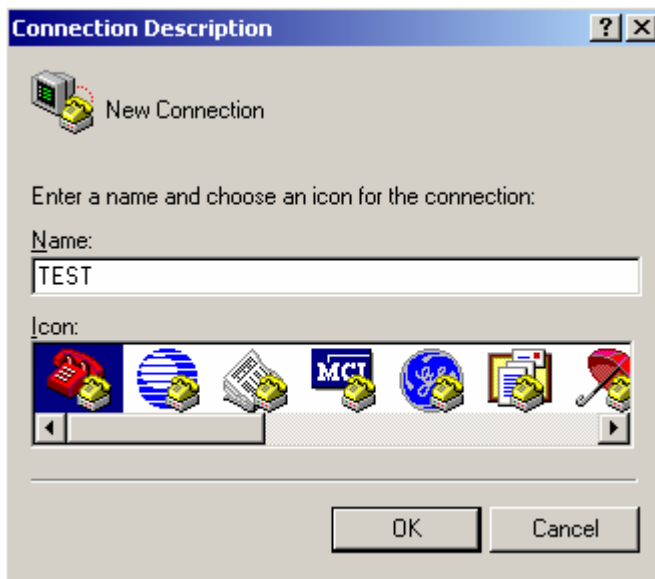 Connection Description
New Connection
Enter a name and choose an icon for the connection:
Name:
TEST
Icon:
MCI
OK Cancel